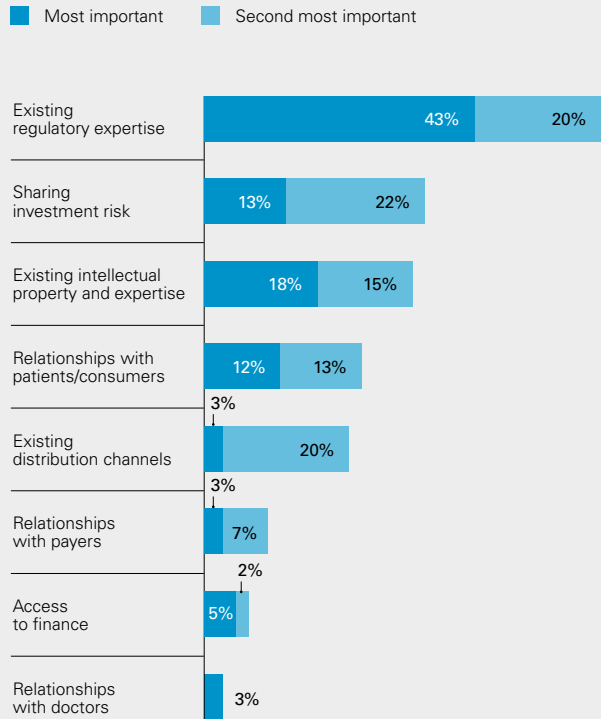 Most important
Second most important
Existing
regulatory expertise
43%
20%
Sharing
investment risk
13%
22%
Existing intellectual
property and expertise
18%
15%
Relationships with
patients/consumers
12%
13%
Existing
distribution channels
3%
20%
Relationships
with payers
3%
7%
Access
to finance
5%
2%
Relationships
with doctors
3%